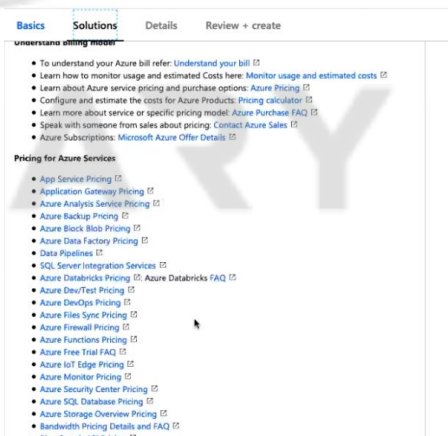 Basics Solutions Details Review + create
Understand Billing model
To understand your Azure bill refer: Understand your bill
Learn how to monitor usage and estimated Costs here: Monitor usage and estimated costs
Learn about Azure service pricing and purchase options: Azure Pricing
Configure and estimate the costs for Azure Products: Pricing calculator
Learn more about service or specific pricing model: Azure Purchase FAQ
Speak with someone from sales about pricing: Contact Azure Sales
Azure Subscriptions: Microsoft Azure Offer Details
Pricing for Azure Services
App Service Pricing
Application Gateway Pricing
Azure Analysis Service Pricing
Azure Backup Pricing
Azure Block Blob Pricing
Azure Data Factory Pricing
Data Pipelines
SQL Server Integration Services
Azure Databricks Pricing ; Azure Databricks FAQ
Azure Dev/Test Pricing
Azure DevOps Pricing
Azure Files Sync Pricing
Azure Firewall Pricing
Azure Functions Pricing
Azure Free Trial FAQ
Azure IoT Edge Pricing
Azure Monitor Pricing
Azure Security Center Pricing
Azure SQL Database Pricing
Azure Storage Overview Pricing
Bandwidth Pricing Details and FAQ